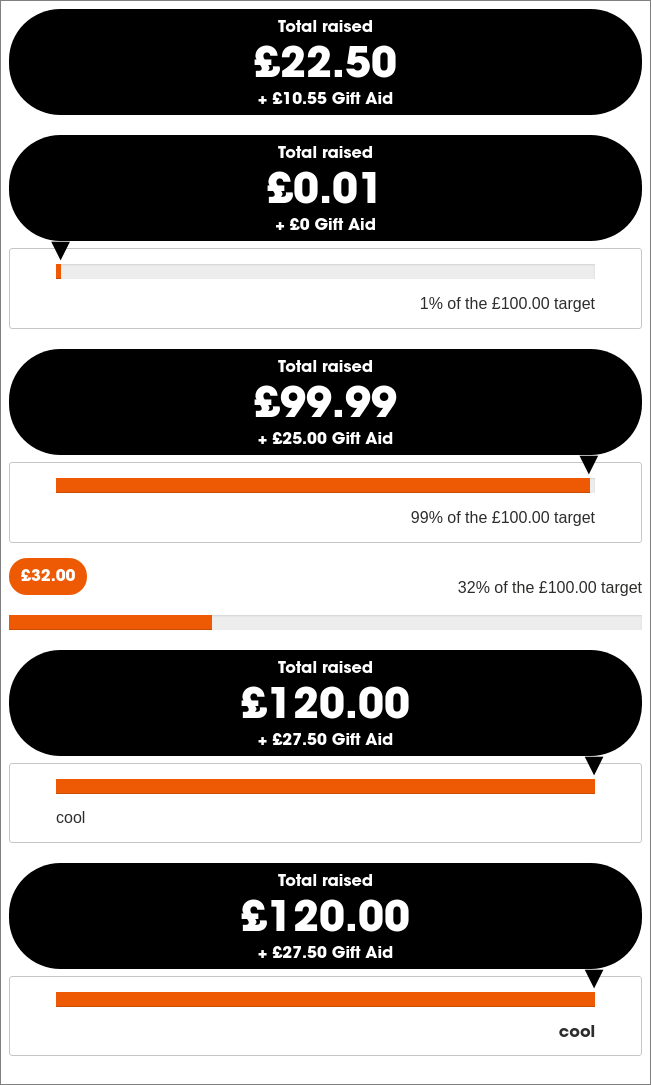 Total raised
£22.50
+ £10.55 Gift Aid
Total raised
£0.01
+ £0 Gift Aid
1% of the £100.00 target
Total raised
£99.99
+ £25.00 Gift Aid
99% of the £100.00 target
£32.00
32% of the £100.00 target
Total raised
£120.00
+ £27.50 Gift Aid
cool
Total raised
£120.00
+ £27.50 Gift Aid
cool